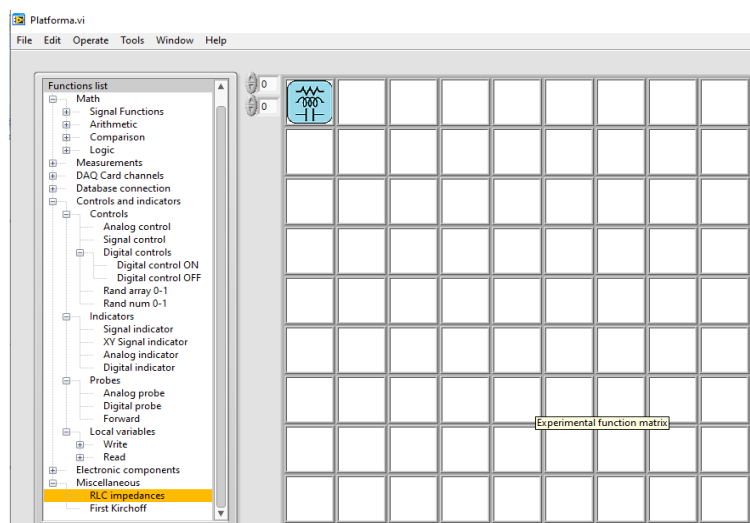 Platforma.vi
File Edit Operate Tools Window Help
Functions list
Math
Signal Functions
Arithmetic
Comparison
Logic
Measurements
DAQ Card channels
Database connection
Controls and indicators
Controls
Analog control
Signal control
Digital controls
Digital control ON
Digital control OFF
Rand array 0-1
Rand num 0-1
Indicators
Signal indicator
XY Signal indicator
Analog indicator
Digital indicator
Probes
Analog probe
Digital probe
Forward
Local variables
Write
Read
Electronic components
Miscellaneous
RLC impedances
First Kirchoff
0
0
Experimental function matrix